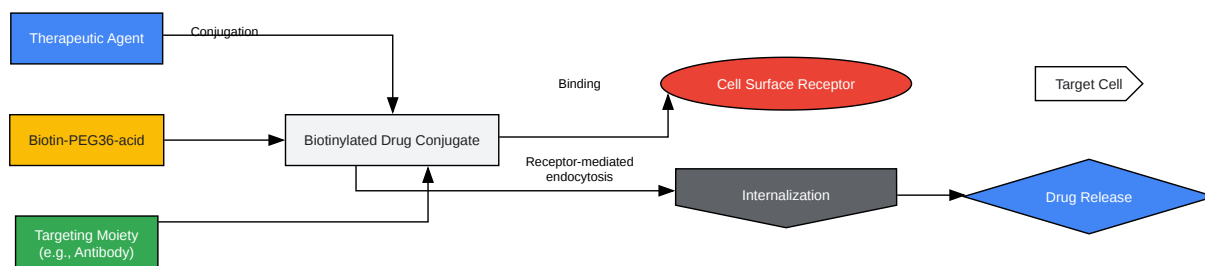 Therapeutic Agent
Conjugation
Binding
Cell Surface Receptor
Target Cell
Biotin-PEG36-acid
Biotinylated Drug Conjugate
Receptor-mediated
endocytosis
Internalization
Drug Release
Targeting Moiety
(e.g., Antibody)